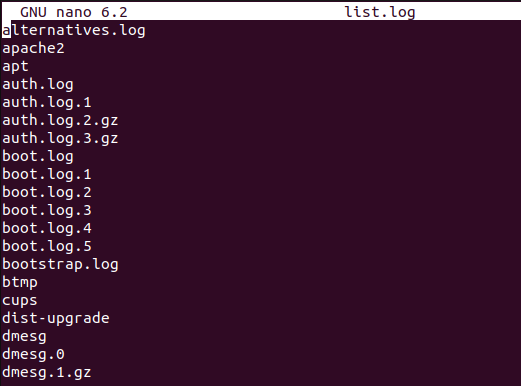 GNU nano 6.2 list.log
alternatives.log
apache2
apt
auth.log
auth.log.1
auth.log.2.gz
auth.log.3.gz
boot.log
boot.log.1
boot.log.2
boot.log.3
boot.log.4
boot.log.5
bootstrap.log
btmp
cups
dist-upgrade
dmesg
dmesg.0
dmesg.1.gz